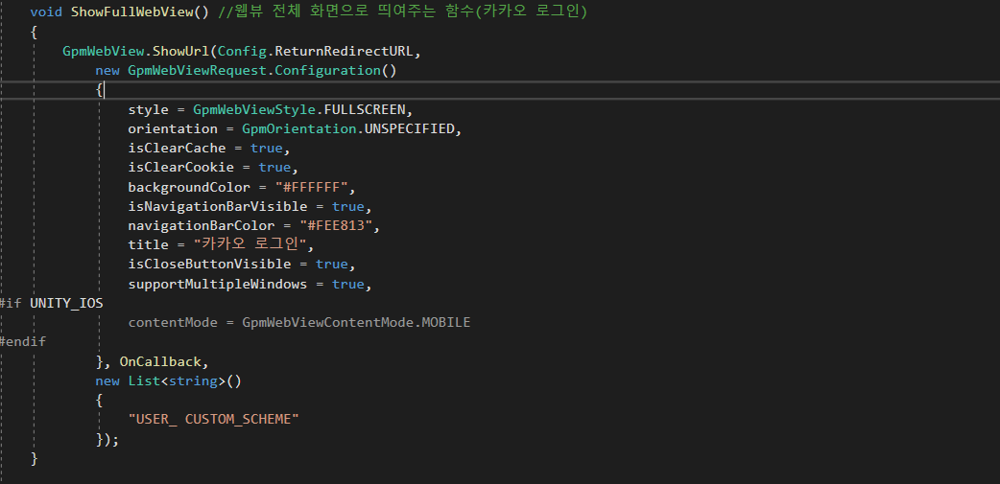 void ShowFullWebView() //웹뷰 전체 화면으로 띄여주는 함수(카카오 로그인)
{
GpmWebView.ShowUrl(Config.ReturnRedirectURL,
new GpmWebViewRequest.Configuration()
{
style = GpmWebViewStyle.FULLSCREEN,
orientation = GpmOrientation.UNSPECIFIED,
isClearCache = true,
isClearCookie = true,
backgroundColor = "#FFFFFF",
isNavigationBarVisible = true,
navigationBarColor = "#FEE813",
title = "카카오 로그인",
isCloseButtonVisible = true,
supportMultipleWindows = true,
#if UNITY_IOS
contentMode = GpmWebViewContentMode.MOBILE
#endif
}, OnCallback,
new List<string>()
{
"USER_ CUSTOM_SCHEME"
});
}